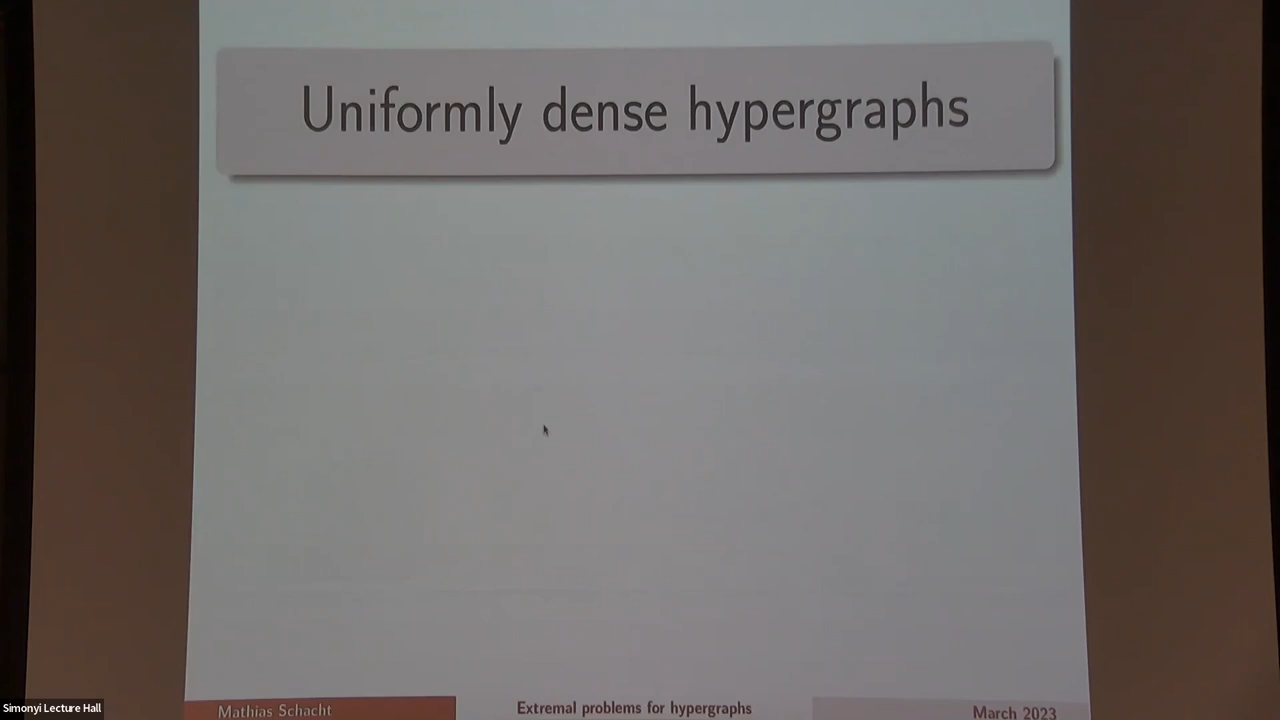 Uniformly dense hypergraphs
Mathias Schacht
Extremal problems for hypergraphs
March 2023
Simonyi Lecture Hall